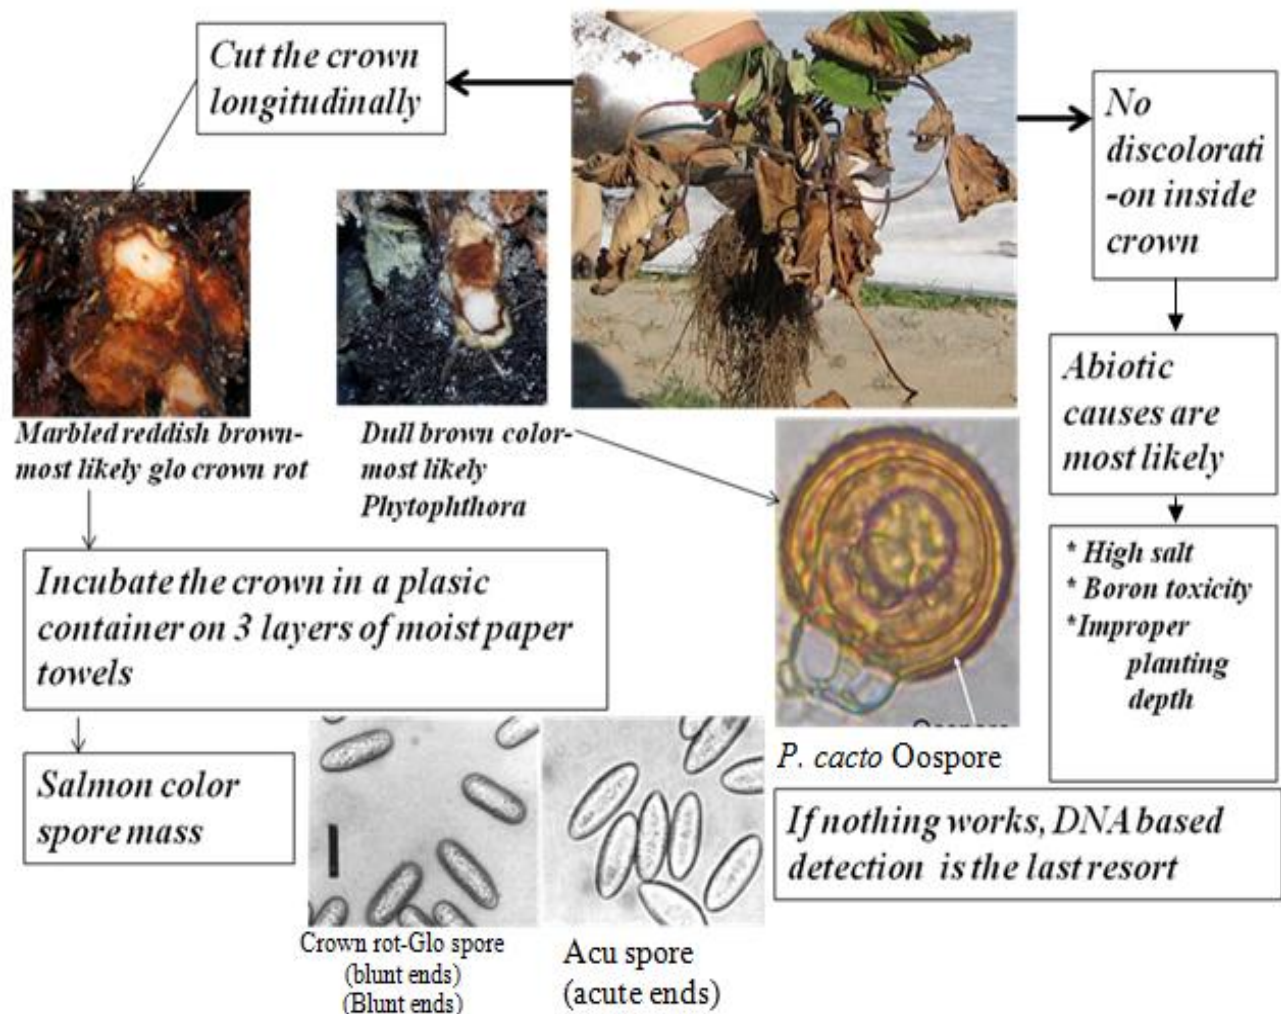 Cut the crown
longitudinally
No
discolorati
-on inside
crown
Marbled reddish brown-
most likely glo crown rot
Dull brown color-
most likely
Phytophthora
Abiotic
causes are
most likely
* High salt
* Boron toxicity
*Improper
planting
depth
Incubate the crown in a plasic
container on 3 layers of moist paper
towels
Salmon color
spore mass
P. cacto Oospore
If nothing works, DNA based
detection is the last resort
Crown rot-Glo spore
(blunt ends)
(Blunt ends)
Acu spore
(acute ends)